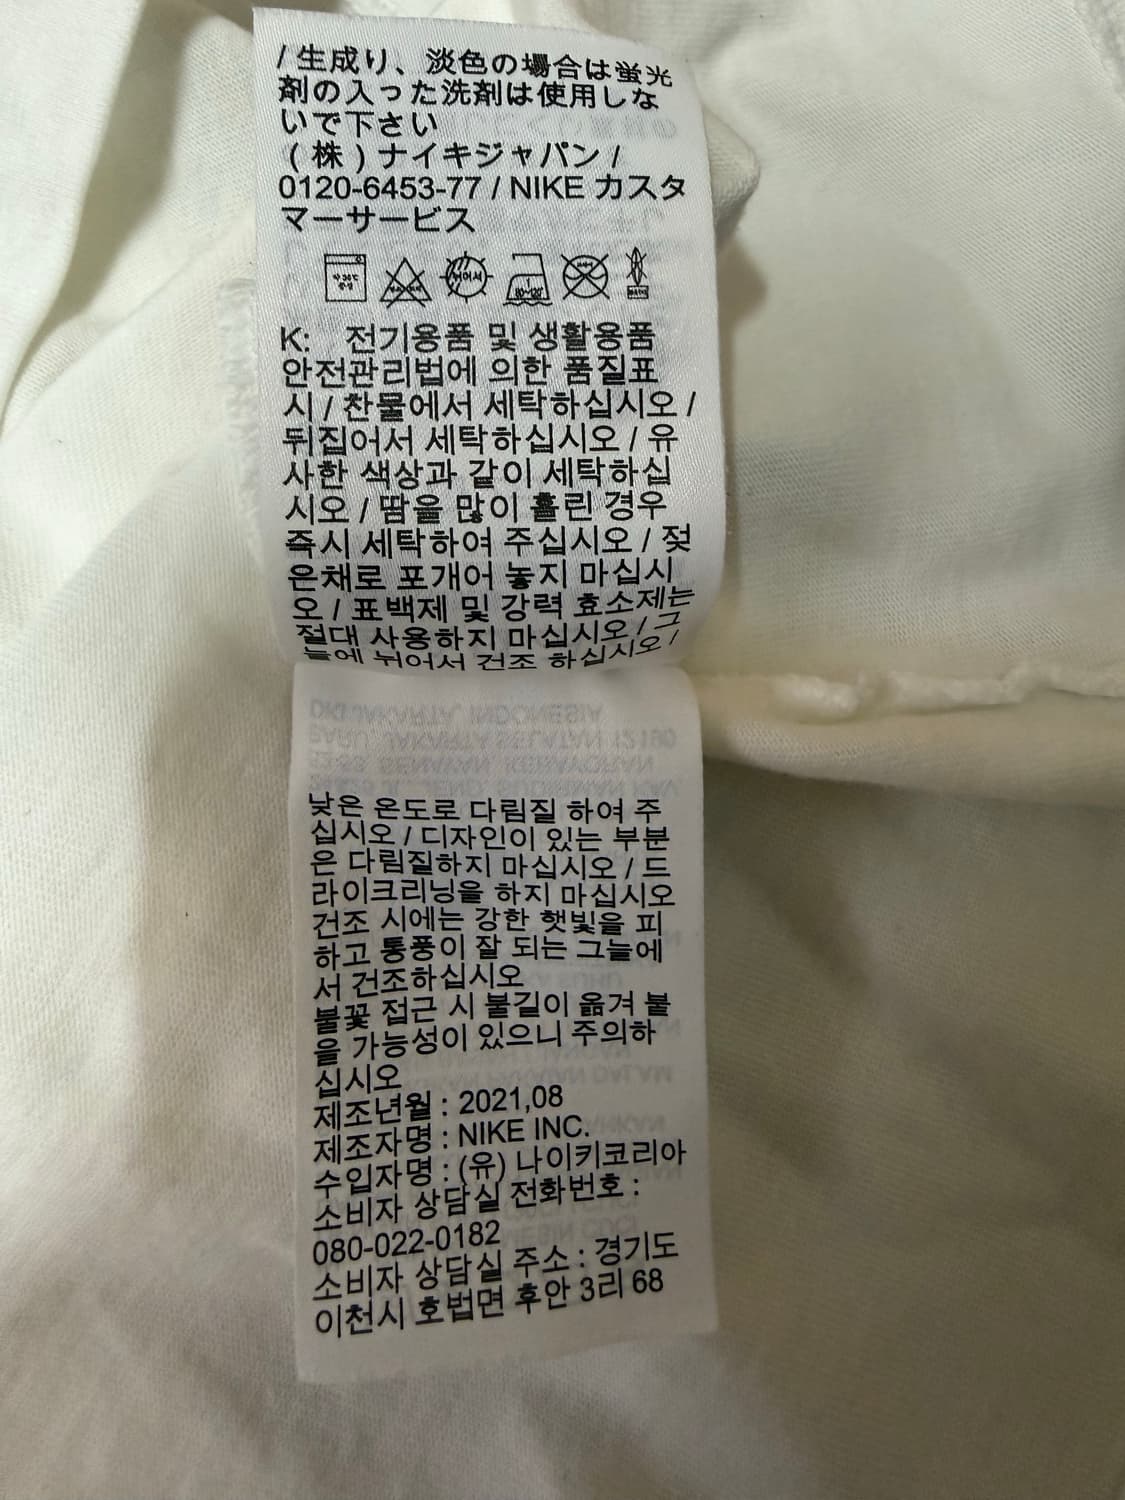 / 生成り、淡色の場合は蛍光
剤の入った洗剤は使用しな
いで下さい
(株)ナイキジャパン /
0120-6453-77 / NIKE カスタ
マーサービス
K: 전기용품 및 생활용품
안전관리법에 의한 품질표
시 / 찬물에서 세탁하십시오 /
뒤집어서 세탁하십시오 / 유
사한 색상과 같이 세탁하십
시오 / 땀을 많이 흘린 경우
즉시 세탁하여 주십시오 / 젖
은채로 포개어 놓지 마십시
오 / 표백제 및 강력 효소제는
절대 사용하지 마십시오 / 그
늘에 뉘어서 건조 하십시오 /
낮은 온도로 다림질 하여 주
십시오 / 디자인이 있는 부분
은 다림질하지 마십시오 / 드
라이크리닝을 하지 마십시오
건조 시에는 강한 햇빛을 피
하고 통풍이 잘 되는 그늘에
서 건조하십시오
불꽃 접근 시 불길이 옮겨 붙
을 가능성이 있으니 주의하
십시오
제조년월 : 2021,08
제조자명 : NIKE INC.
수입자명 : (유) 나이키코리아
소비자 상담실 전화번호 :
080-022-0182
소비자 상담실 주소 : 경기도
이천시 호법면 후안 3리 68